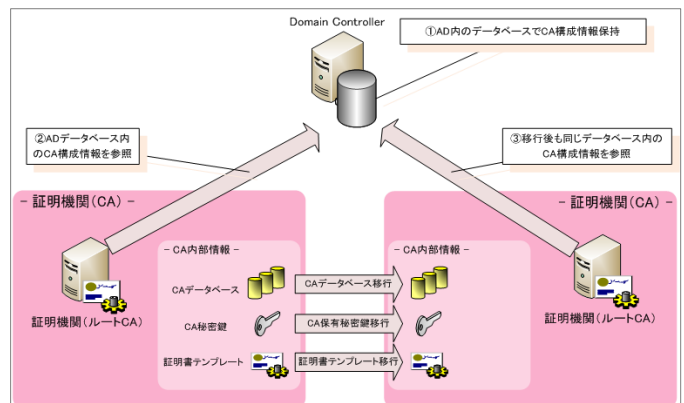 Domain Controller
①AD内のデータベースでCA構成情報保持
②ADデータベース内
のCA構成情報を参照
③移行後も同じデータベース内の
CA構成情報を参照
- 証明機関(CA) -
- 証明機関(CA) -
- CA内部情報 -
- CA内部情報 -
CAデータベース
CAデータベース移行
証明機関(ルートCA)
証明機関(ルートCA)
CA秘密鍵
CA保有秘密鍵移行
証明書テンプレート
証明書テンプレート移行